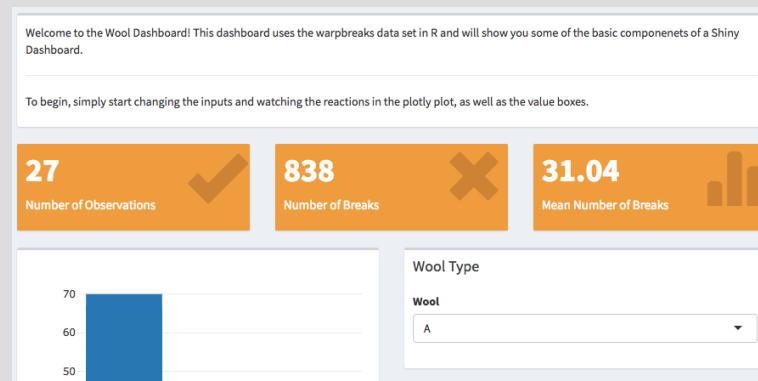 Welcome to the Wool Dashboard! This dashboard uses the warpbreaks data set in R and will show you some of the basic componenets of a Shiny
Dashboard.
To begin, simply start changing the inputs and watching the reactions in the plotly plot, as well as the value boxes.
27
Number of Observations
838
Number of Breaks
31.04
Mean Number of Breaks
Wool Type
Wool
A
70
60
50